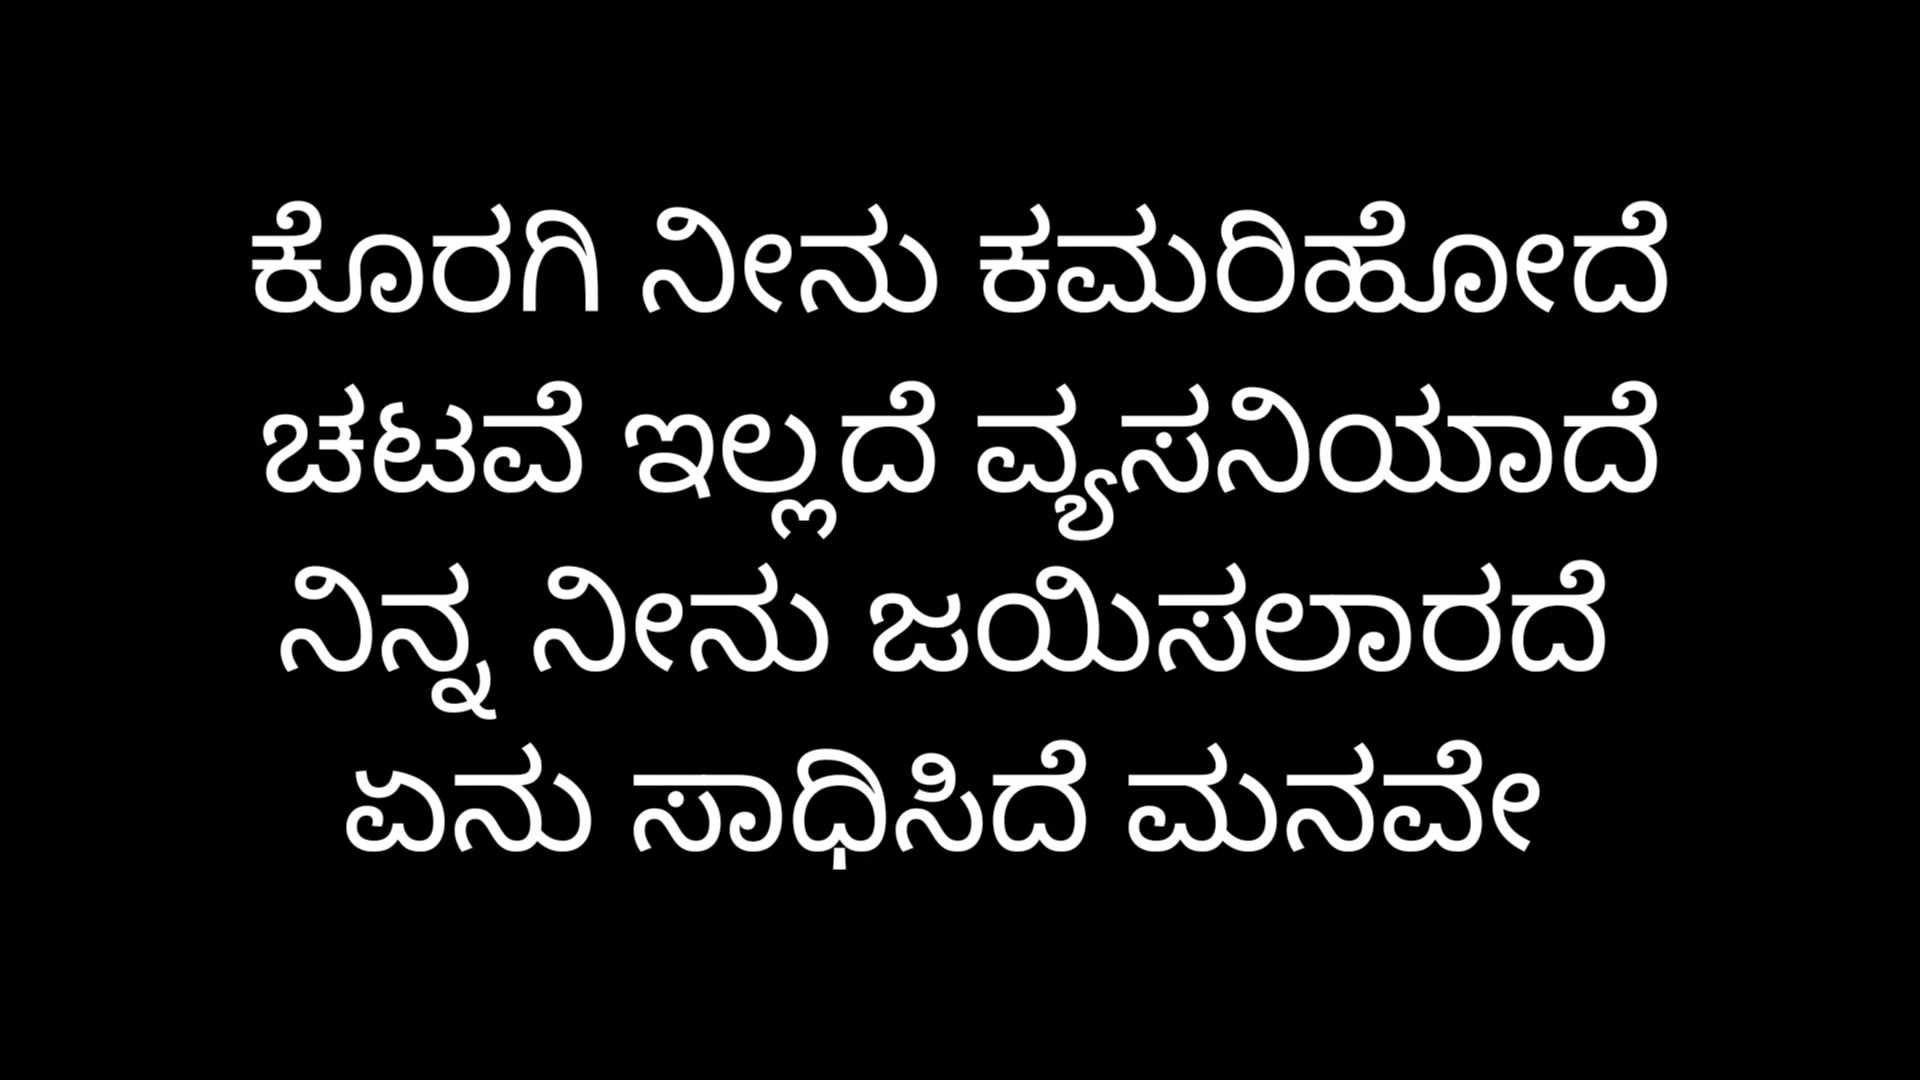 ಕೊರಗಿ ನೀನು ಕಮರಿಹೋದೆ
ಚಟವೆ ಇಲ್ಲದೆ ವ್ಯಸನಿಯಾದೆ
ನಿನ್ನ ನೀನು ಜಯಿಸಲಾರದೆ
ಏನು ಸಾಧಿಸಿದೆ ಮನವೇ